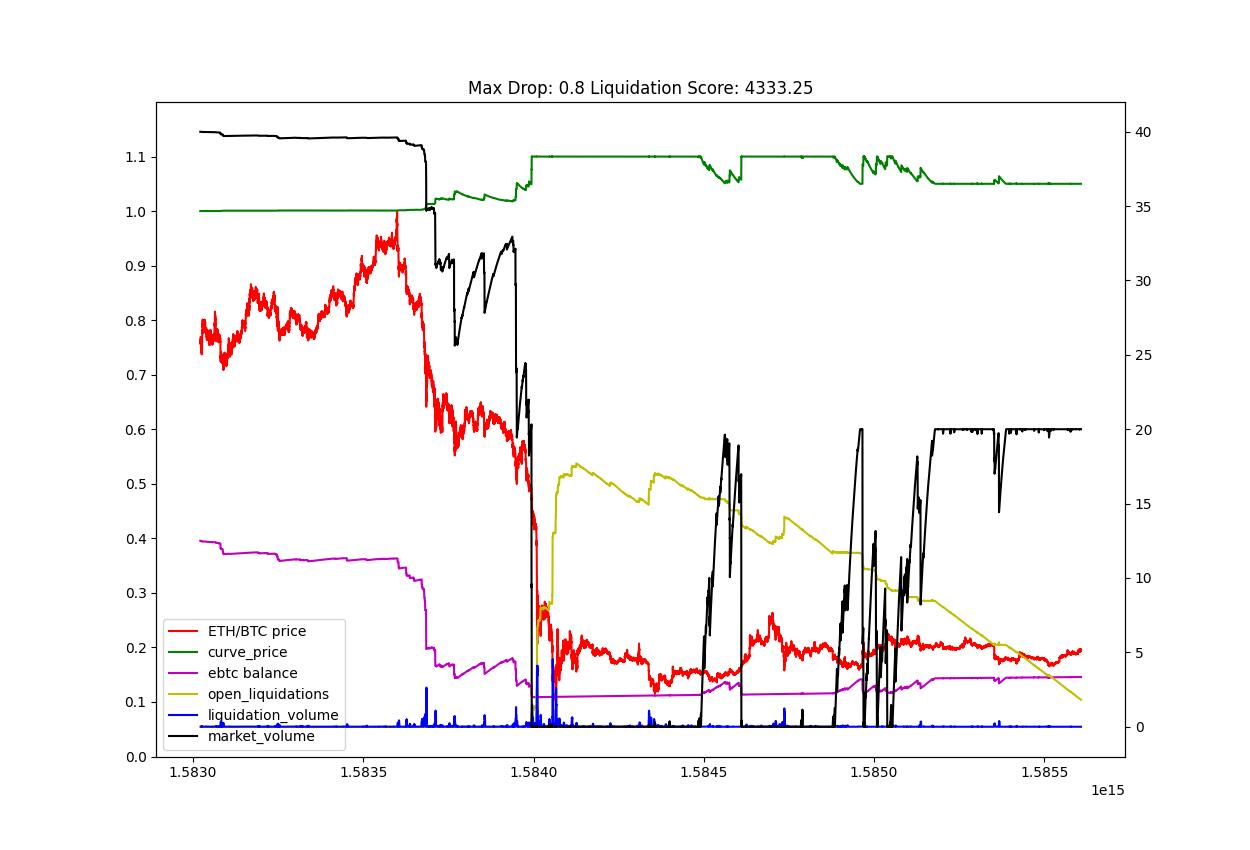 Max Drop: 0.8 Liquidation Score: 4333.25
1.1
1.0
0.9
0.8
0.7
0.6
0.5
0.4
0.3
0.2
0.1
0.0
40
35
30
25
20
15
10
5
0
ETH/BTC price
curve_price
ebtc balance
open_liquidations
liquidation_volume
market_volume
1.5830 1.5835 1.5840 1.5845 1.5850 1.5855
1e15